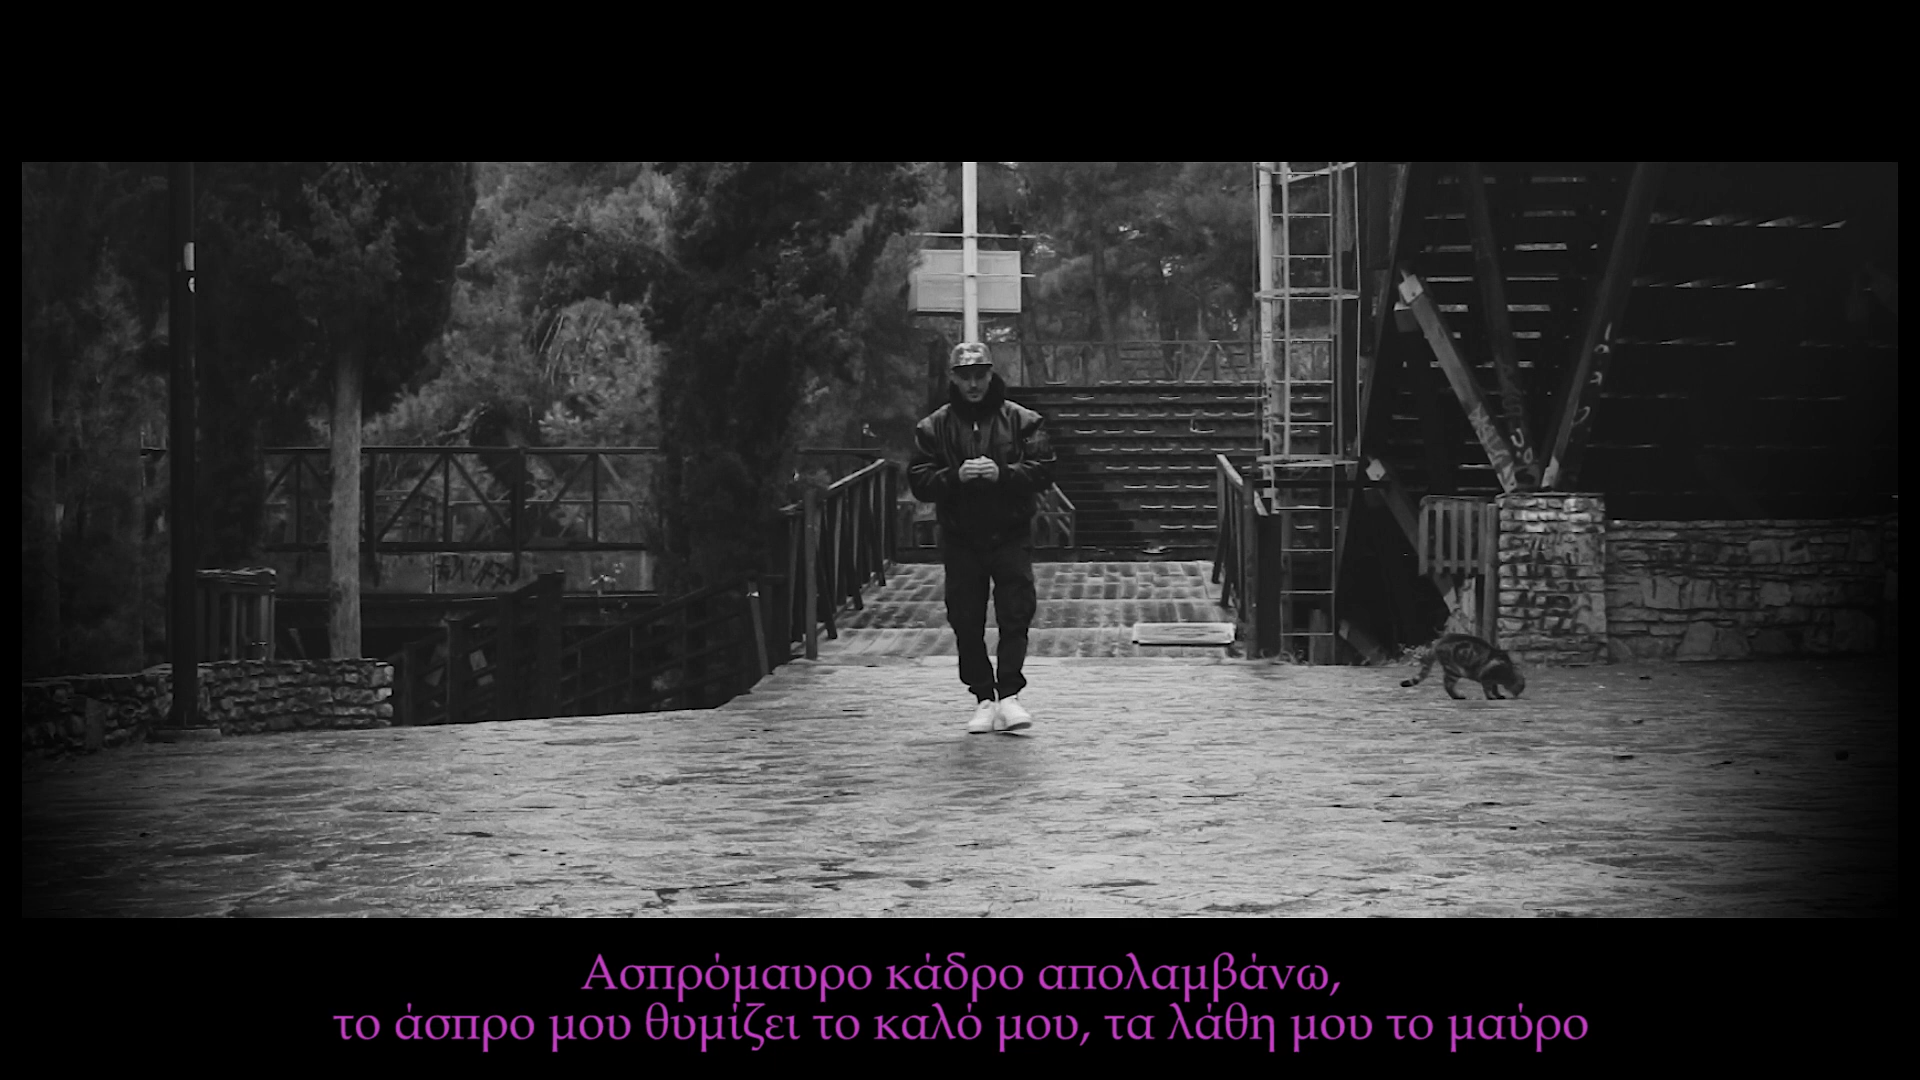 Ασπρόμαυρο κάδρο απολαμβάνω,
το άσπρο μου θυμίζει το καλό μου, τα λάθη μου το μαύρο